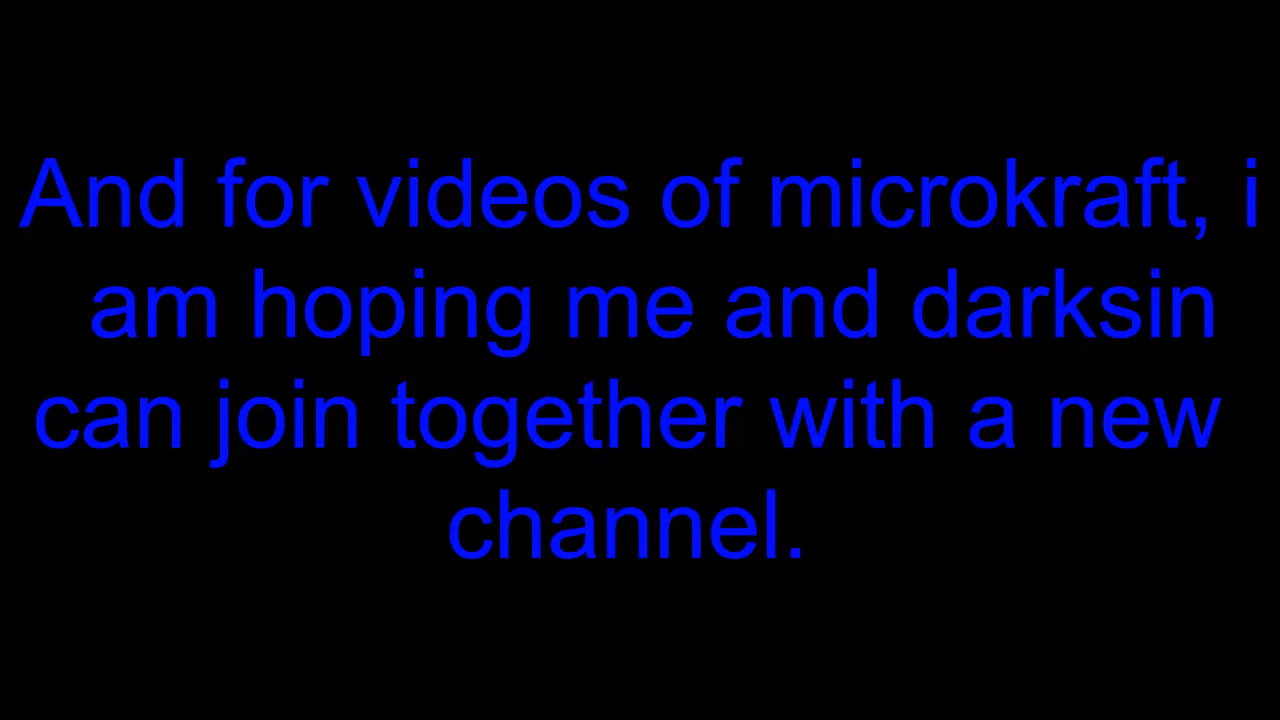 And for videos of microkraft, i
am hoping me and darksin
can join together with a new
channel.